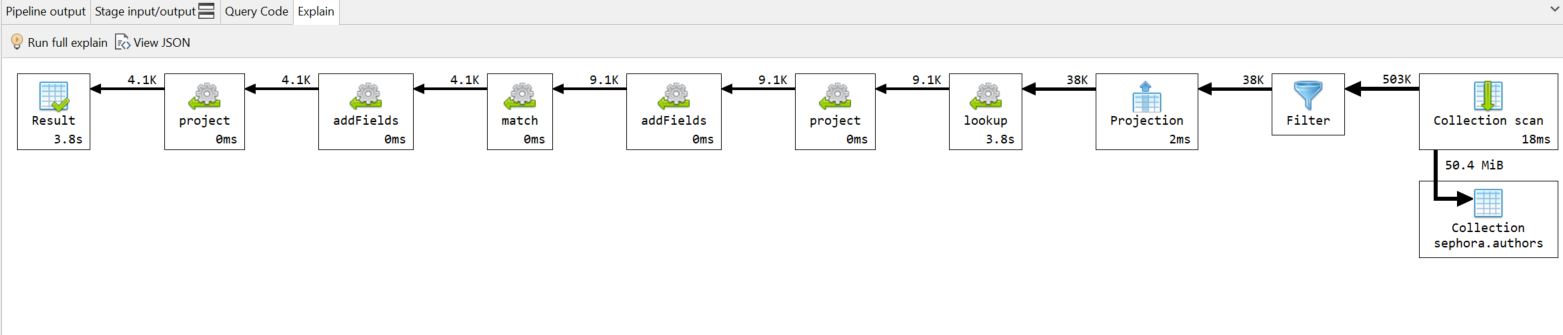 Pipeline output Stage input/output Query Code Explain
Run full explain View JSON
4.1K 4.1K 4.1K 9.1K 9.1K 9.1K 38K 38K 503K
Result project addFields match addFields project lookup Projection Filter Collection scan
3.8s 0ms 0ms 0ms 0ms 0ms 3.8s 2ms 18ms
50.4 MiB
Collection
sephora.authors